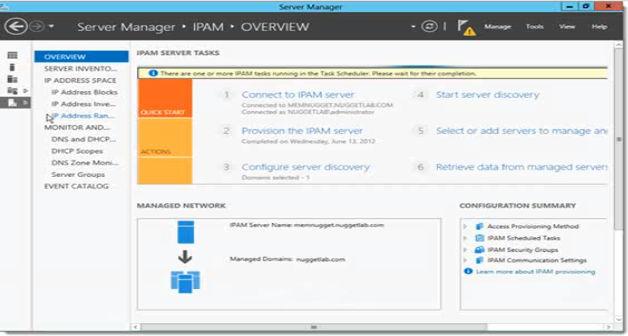 Server Manager
Server Manager ▸ IPAM ▸ OVERVIEW
Manage Tools View Help
OVERVIEW
SERVER INVENTO...
IP ADDRESS SPACE
IP Address Blocks
IP Address Inve...
IP Address Ran...
MONITOR AND...
DNS and DHCP...
DHCP Scopes
DNS Zone Moni...
Server Groups
EVENT CATALOG
IPAM SERVER TASKS
There are one or more IPAM tasks running in the Task Scheduler. Please wait for their completion.
QUICK START
ACTIONS
1 Connect to IPAM server
Connected to MEMNUGGET.NUGGETLAB.COM
Connected as NUGGETLAB\administrator
2 Provision the IPAM server
Completed on Wednesday, June 13, 2012
3 Configure server discovery
Domains selected - 1
4 Start server discovery
5 Select or add servers to manage an
6 Retrieve data from managed server
MANAGED NETWORK
IPAM Server Name: memnugget.nuggetlab.com
Managed Domains: nuggetlab.com
CONFIGURATION SUMMARY
Access Provisioning Method
IPAM Scheduled Tasks
IPAM Security Groups
IPAM Communication Settings
Learn more about IPAM provisioning